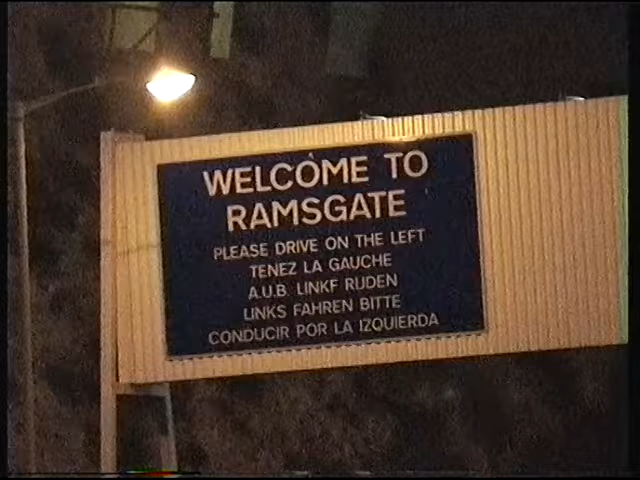 WELCOME TO
RAMSGATE
PLEASE DRIVE ON THE LEFT
TENEZ LA GAUCHE
A.U.B. LINKF RIJDEN
LINKS FAHREN BITTE
CONDUCIR POR LA IZQUIERDA